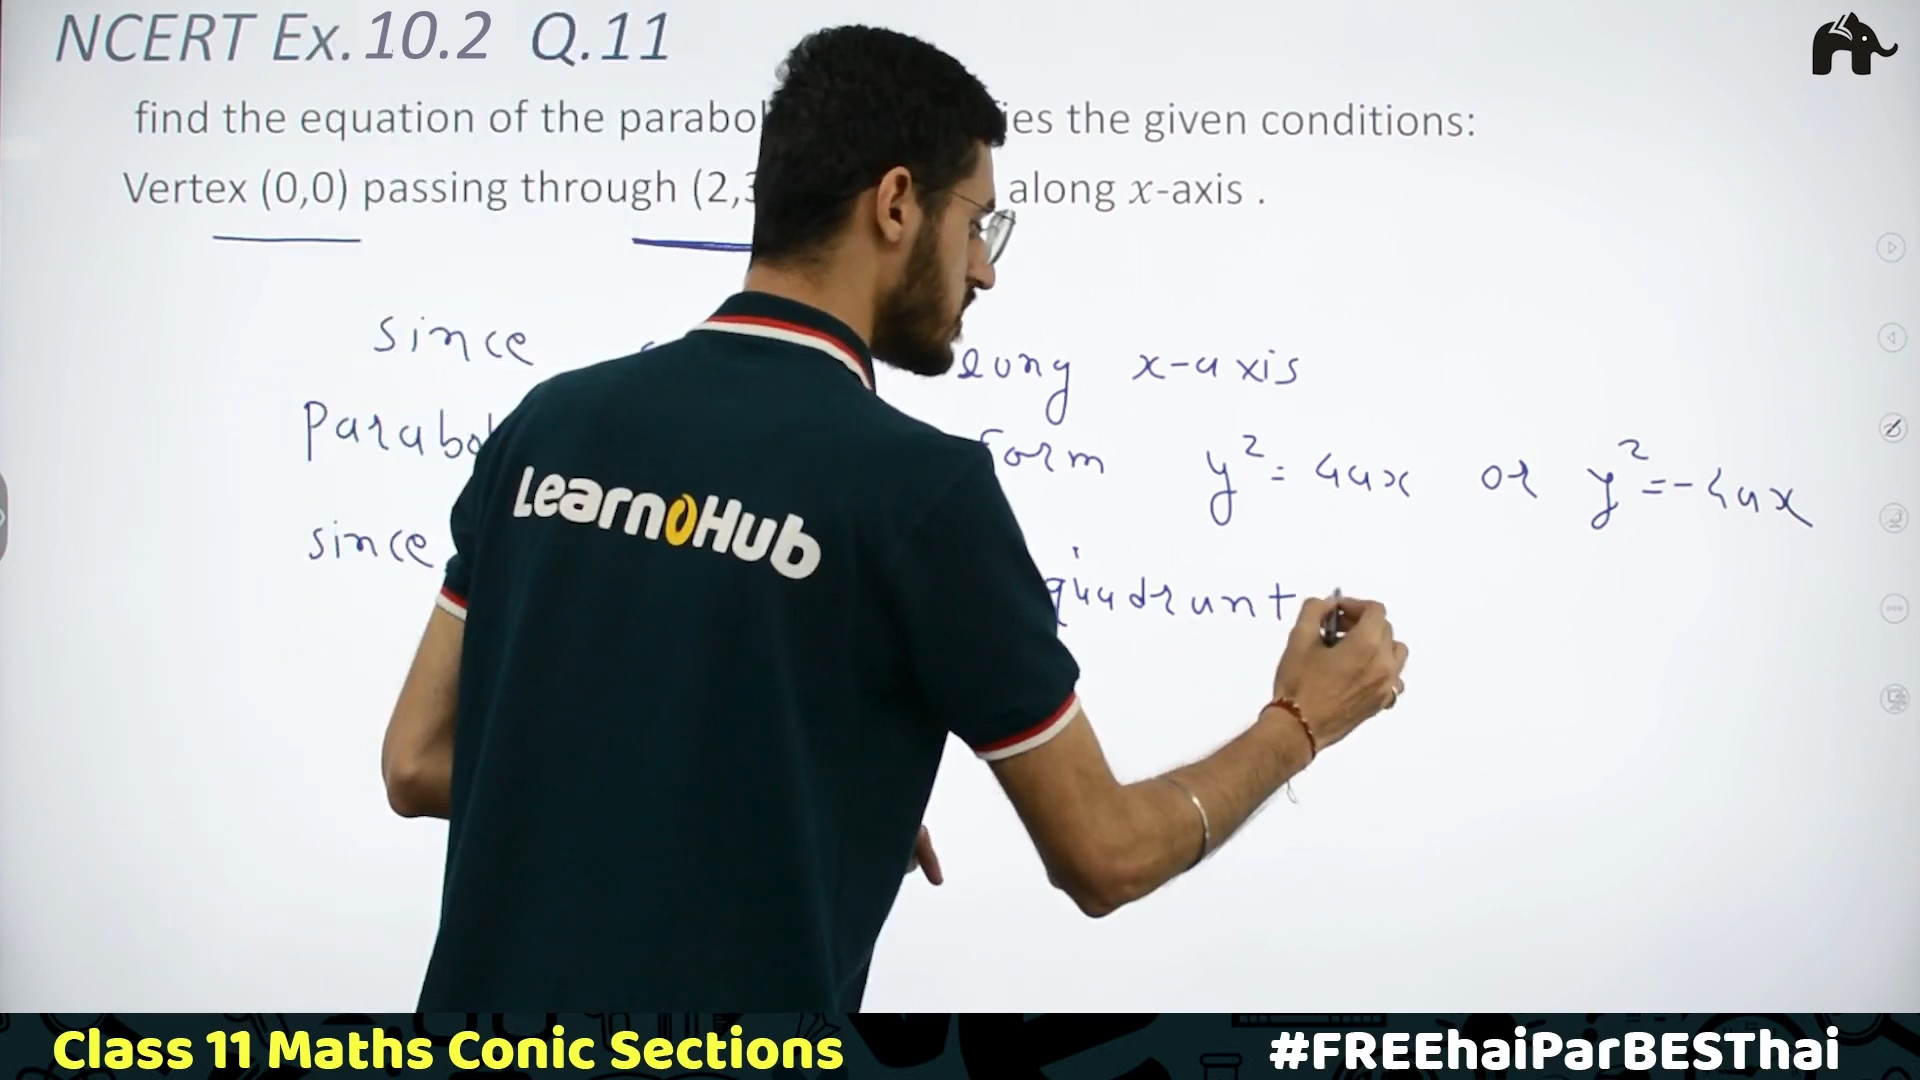 NCERT Ex. 10.2 Q.11
find the equation of the parabo ies the given conditions:
Vertex (0,0) passing through (2,3 along x-axis .
since long x-axis
Parabol form y² = 4ax or y² = -4ax
since quadrant
LearnoHub
Class 11 Maths Conic Sections
#FREEhaiParBESThai